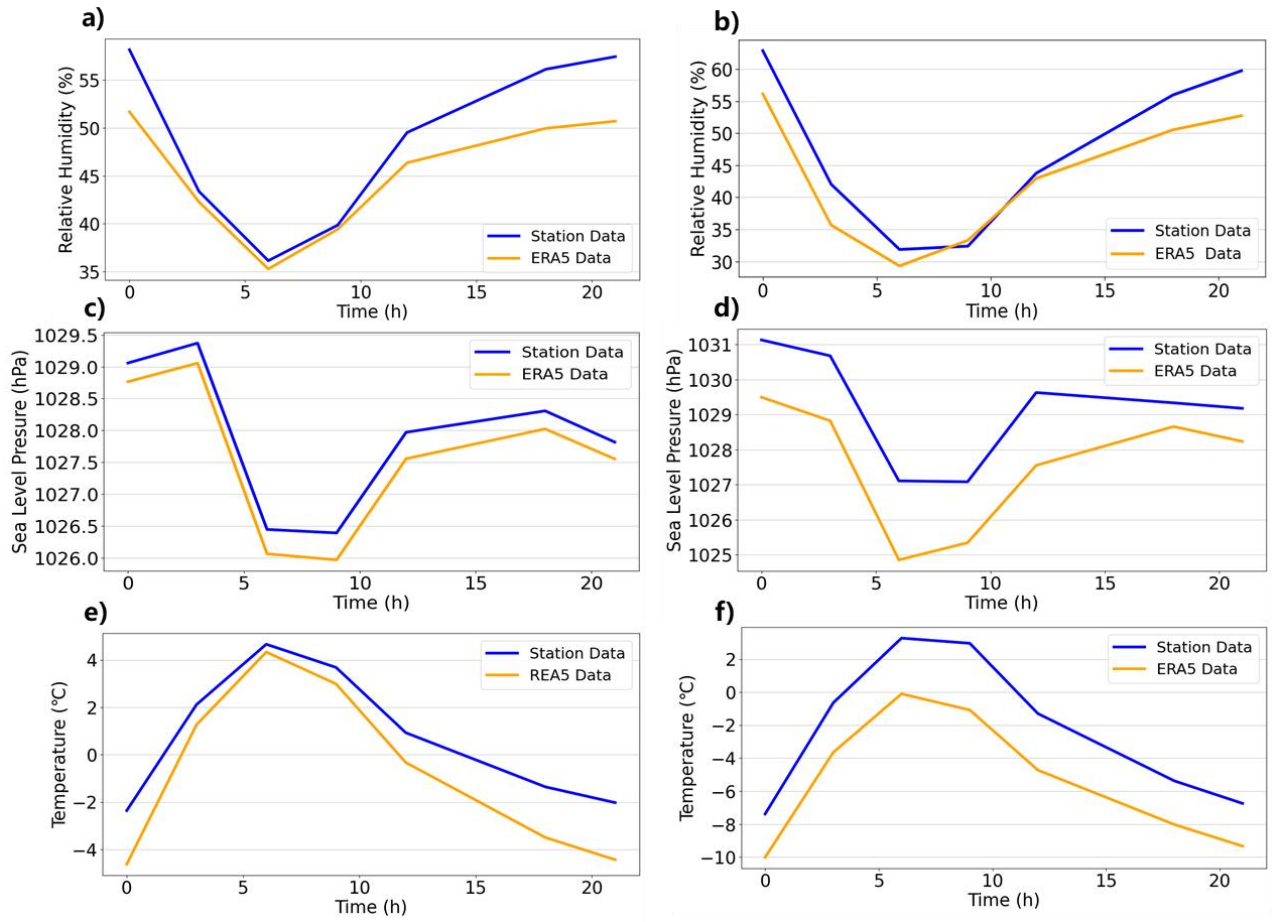 a)
Relative Humidity (%)
55
50
45
40
35
0 5 10 15 20
Time (h)
Station Data
ERA5 Data
b)
Relative Humidity (%)
60
55
50
45
40
35
30
0 5 10 15 20
Time (h)
Station Data
ERA5 Data
c)
Sea Level Presure (hPa)
1029.5
1029.0
1028.5
1028.0
1027.5
1027.0
1026.5
1026.0
0 5 10 15 20
Time (h)
Station Data
ERA5 Data
d)
Sea Level Presure (hPa)
1031
1030
1029
1028
1027
1026
1025
0 5 10 15 20
Time (h)
Station Data
ERA5 Data
e)
Temperature (℃)
4
2
0
−2
−4
0 5 10 15 20
Time (h)
Station Data
REA5 Data
f)
Temperature (℃)
2
0
−2
−4
−6
−8
−10
0 5 10 15 20
Time (h)
Station Data
ERA5 Data